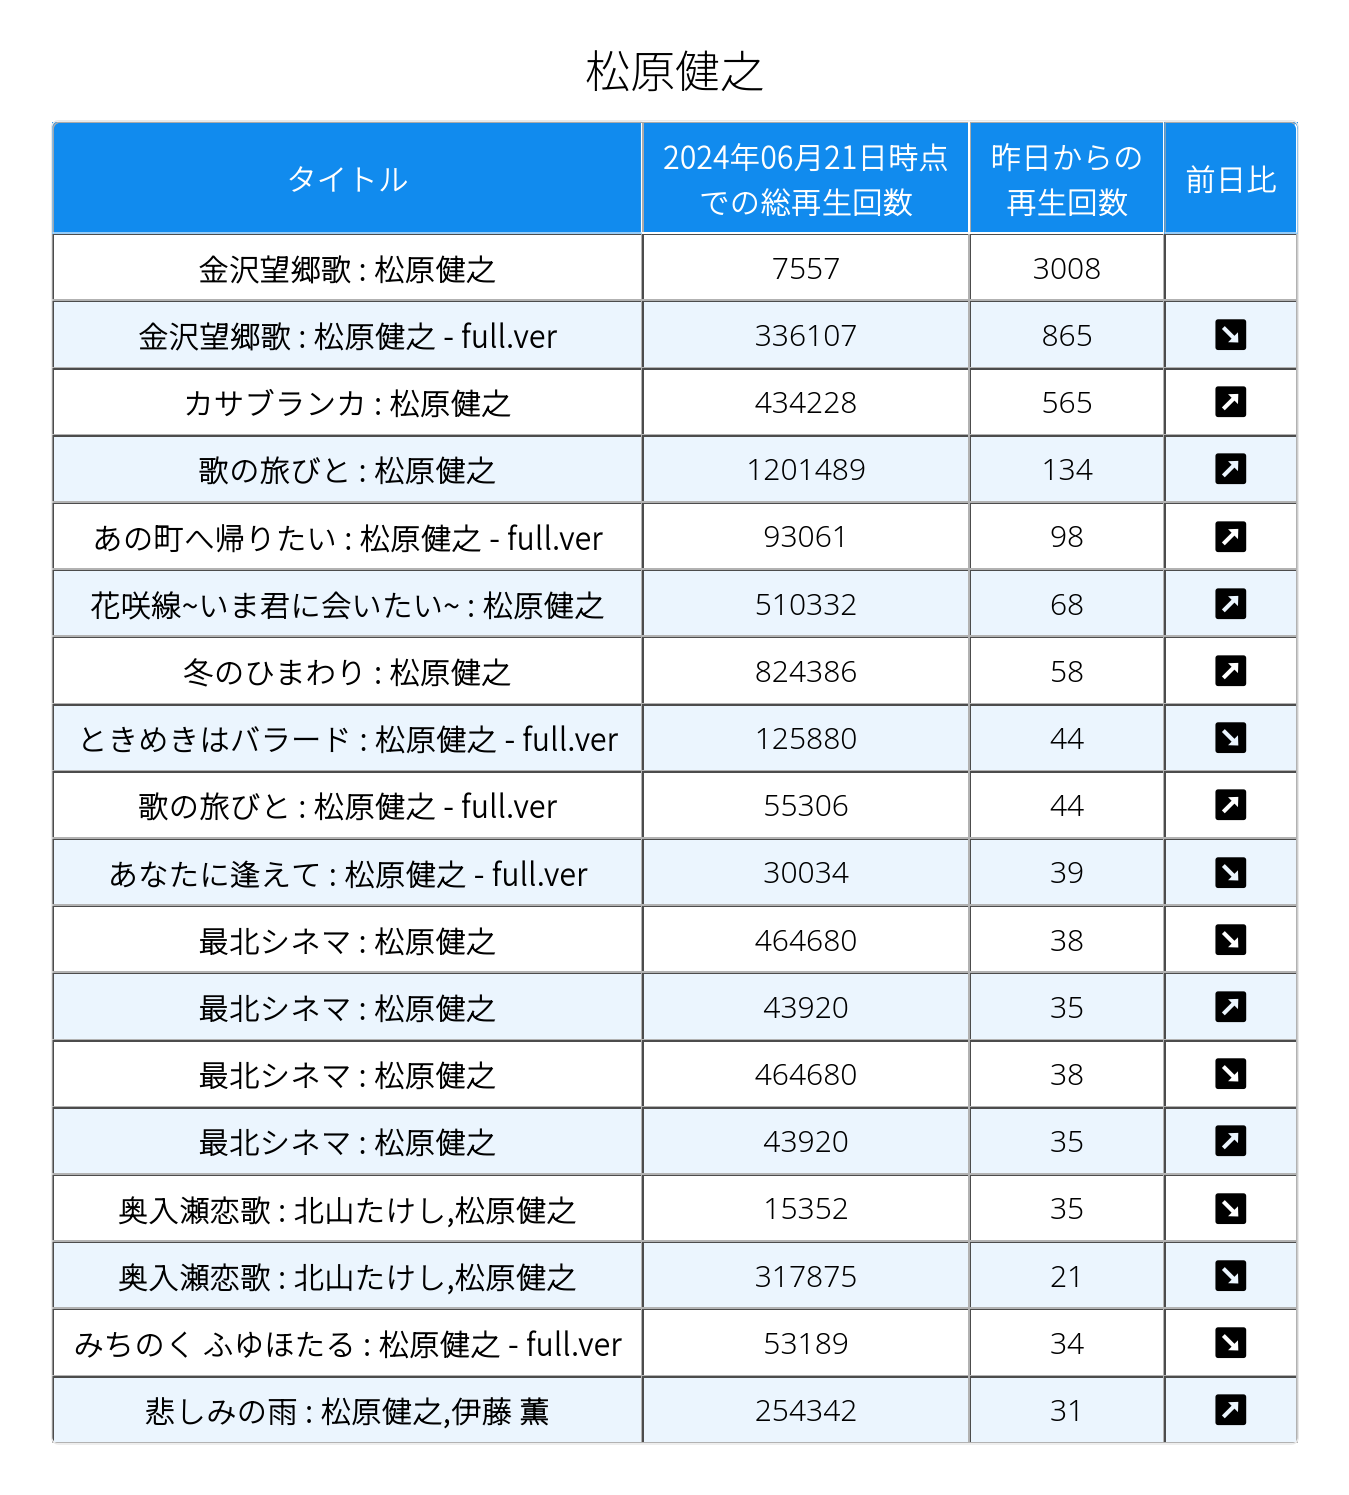 松原健之
タイトル 2024年06月21日時点での総再生回数 昨日からの再生回数 前日比
金沢望郷歌 : 松原健之 7557 3008
金沢望郷歌 : 松原健之 - full.ver 336107 865 ↘
カサブランカ : 松原健之 434228 565 ↗
歌の旅びと : 松原健之 1201489 134 ↗
あの町へ帰りたい : 松原健之 - full.ver 93061 98 ↗
花咲線~いま君に会いたい~ : 松原健之 510332 68 ↗
冬のひまわり : 松原健之 824386 58 ↗
ときめきはバラード : 松原健之 - full.ver 125880 44 ↘
歌の旅びと : 松原健之 - full.ver 55306 44 ↗
あなたに逢えて : 松原健之 - full.ver 30034 39 ↘
最北シネマ : 松原健之 464680 38 ↘
最北シネマ : 松原健之 43920 35 ↗
最北シネマ : 松原健之 464680 38 ↘
最北シネマ : 松原健之 43920 35 ↗
奥入瀬恋歌 : 北山たけし,松原健之 15352 35 ↘
奥入瀬恋歌 : 北山たけし,松原健之 317875 21 ↘
みちのく ふゆほたる : 松原健之 - full.ver 53189 34 ↘
悲しみの雨 : 松原健之,伊藤 薫 254342 31 ↗